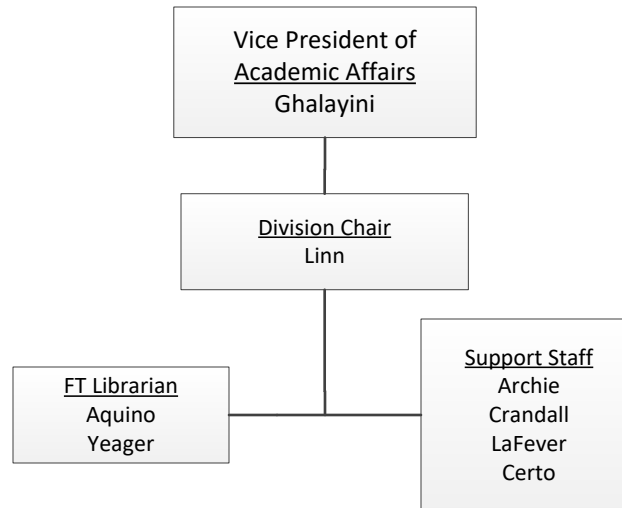 Vice President of
Academic Affairs
Ghalayini
Division Chair
Linn
FT Librarian
Aquino
Yeager
Support Staff
Archie
Crandall
LaFever
Certo